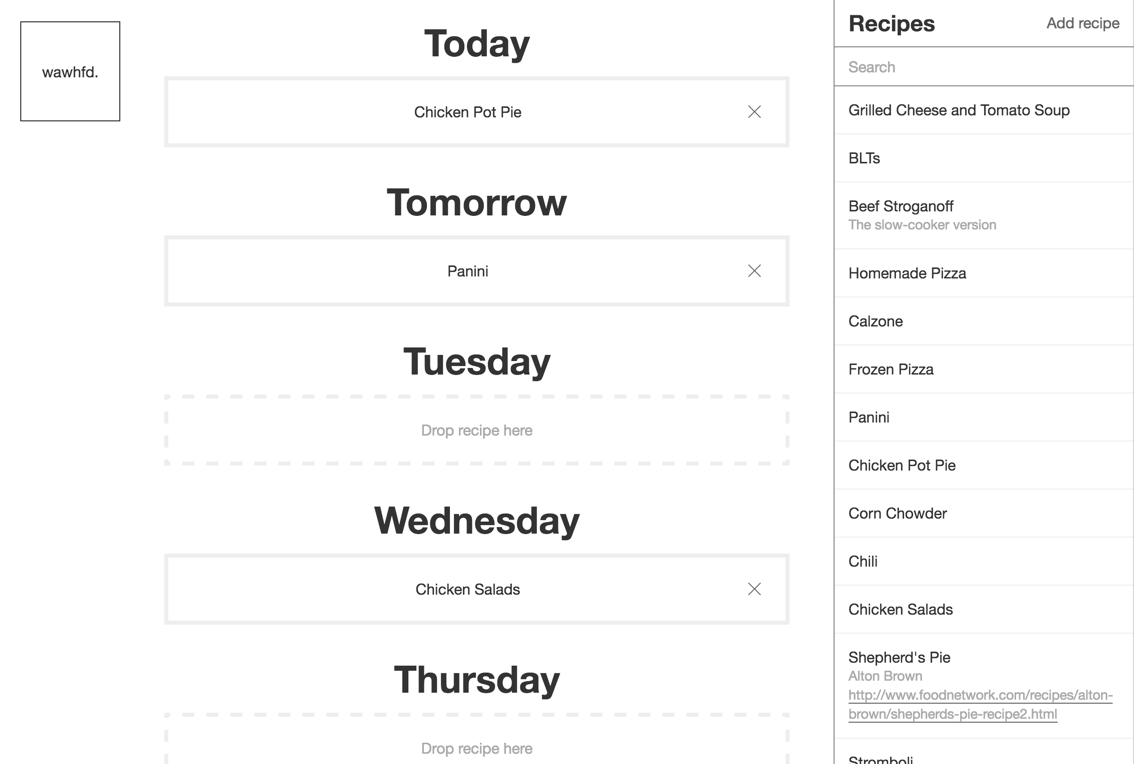 wawhfd.
Today
Chicken Pot Pie
Tomorrow
Panini
Tuesday
Drop recipe here
Wednesday
Chicken Salads
Thursday
Drop recipe here
Recipes
Add recipe
Search
Grilled Cheese and Tomato Soup
BLTs
Beef Stroganoff
The slow-cooker version
Homemade Pizza
Calzone
Frozen Pizza
Panini
Chicken Pot Pie
Corn Chowder
Chili
Chicken Salads
Shepherd's Pie
Alton Brown
http://www.foodnetwork.com/recipes/alton-
brown/shepherds-pie-recipe2.html
Stromboli